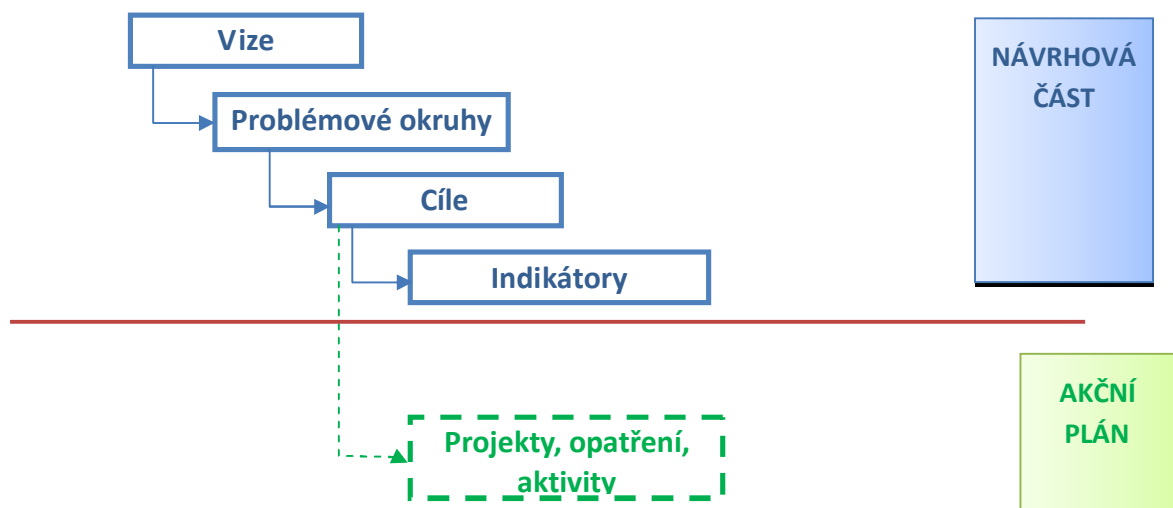 Vize
NÁVRHOVÁ
ČÁST
Problémové okruhy
Cíle
Indikátory
AKČNÍ
PLÁN
Projekty, opatření,
aktivity